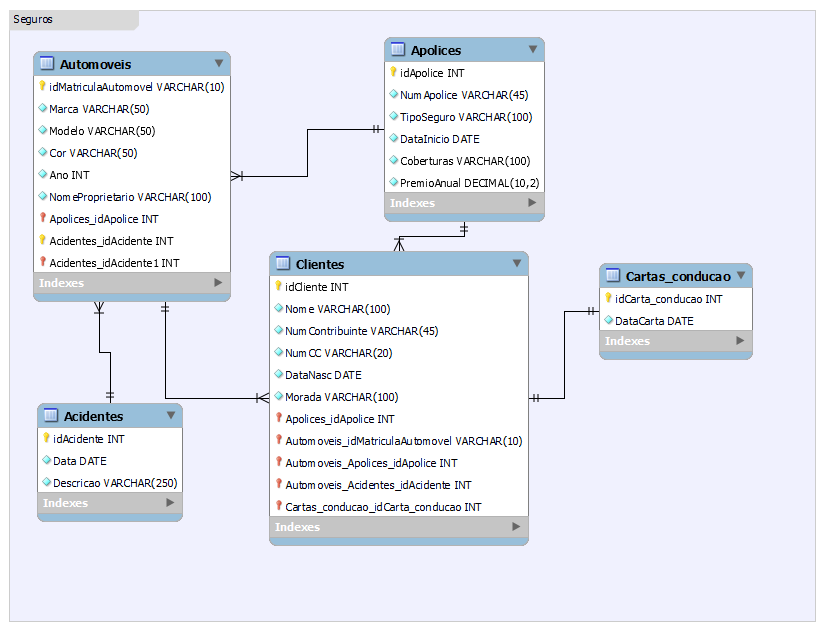 Seguros
Automoveis
idMatriculaAutomovel VARCHAR(10)
Marca VARCHAR(50)
Modelo VARCHAR(50)
Cor VARCHAR(50)
Ano INT
NomeProprietario VARCHAR(100)
Apolices_idApolice INT
Acidentes_idAcidente INT
Acidentes_idAcidente1 INT
Indexes
Apolices
idApolice INT
NumApolice VARCHAR(45)
TipoSeguro VARCHAR(100)
DataInicio DATE
Coberturas VARCHAR(100)
PremioAnual DECIMAL(10,2)
Indexes
Clientes
idCliente INT
Nome VARCHAR(100)
NumContribuinte VARCHAR(45)
NumCC VARCHAR(20)
DataNasc DATE
Morada VARCHAR(100)
Apolices_idApolice INT
Automoveis_idMatriculaAutomovel VARCHAR(10)
Automoveis_Apolices_idApolice INT
Automoveis_Acidentes_idAcidente INT
Cartas_conducao_idCarta_conducao INT
Indexes
Cartas_conducao
idCarta_conducao INT
DataCarta DATE
Indexes
Acidentes
idAcidente INT
Data DATE
Descricao VARCHAR(250)
Indexes